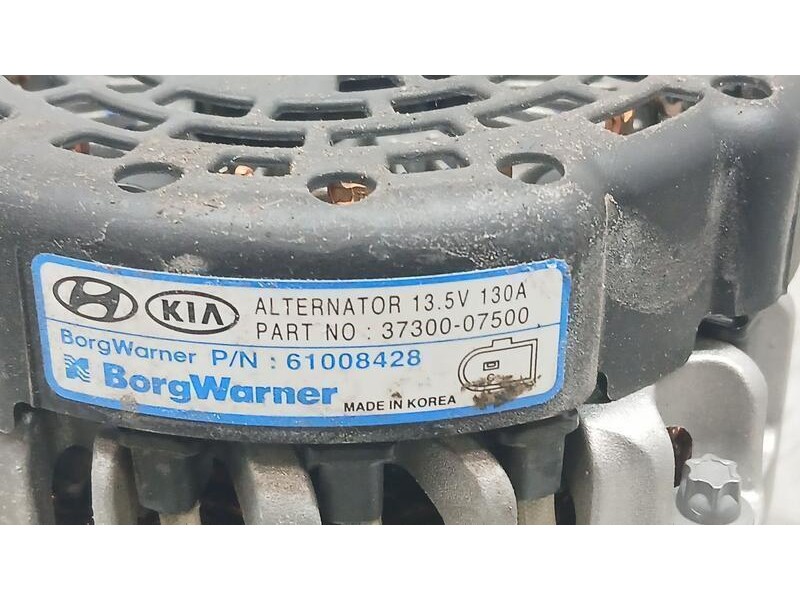 KIA ALTERNATOR 13.5V 130A
PART NO : 37300-07500
BorgWarner P/N : 61008428
BorgWarner
MADE IN KOREA